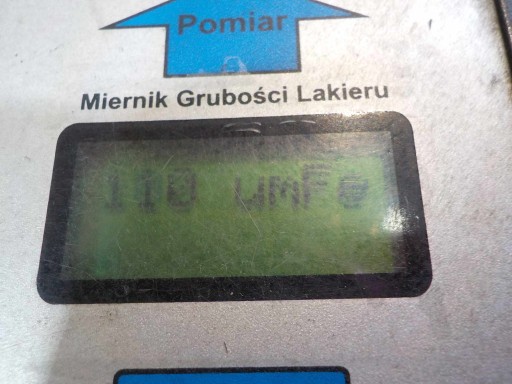 Pomiar
Miernik Grubości Lakieru
110 umFe